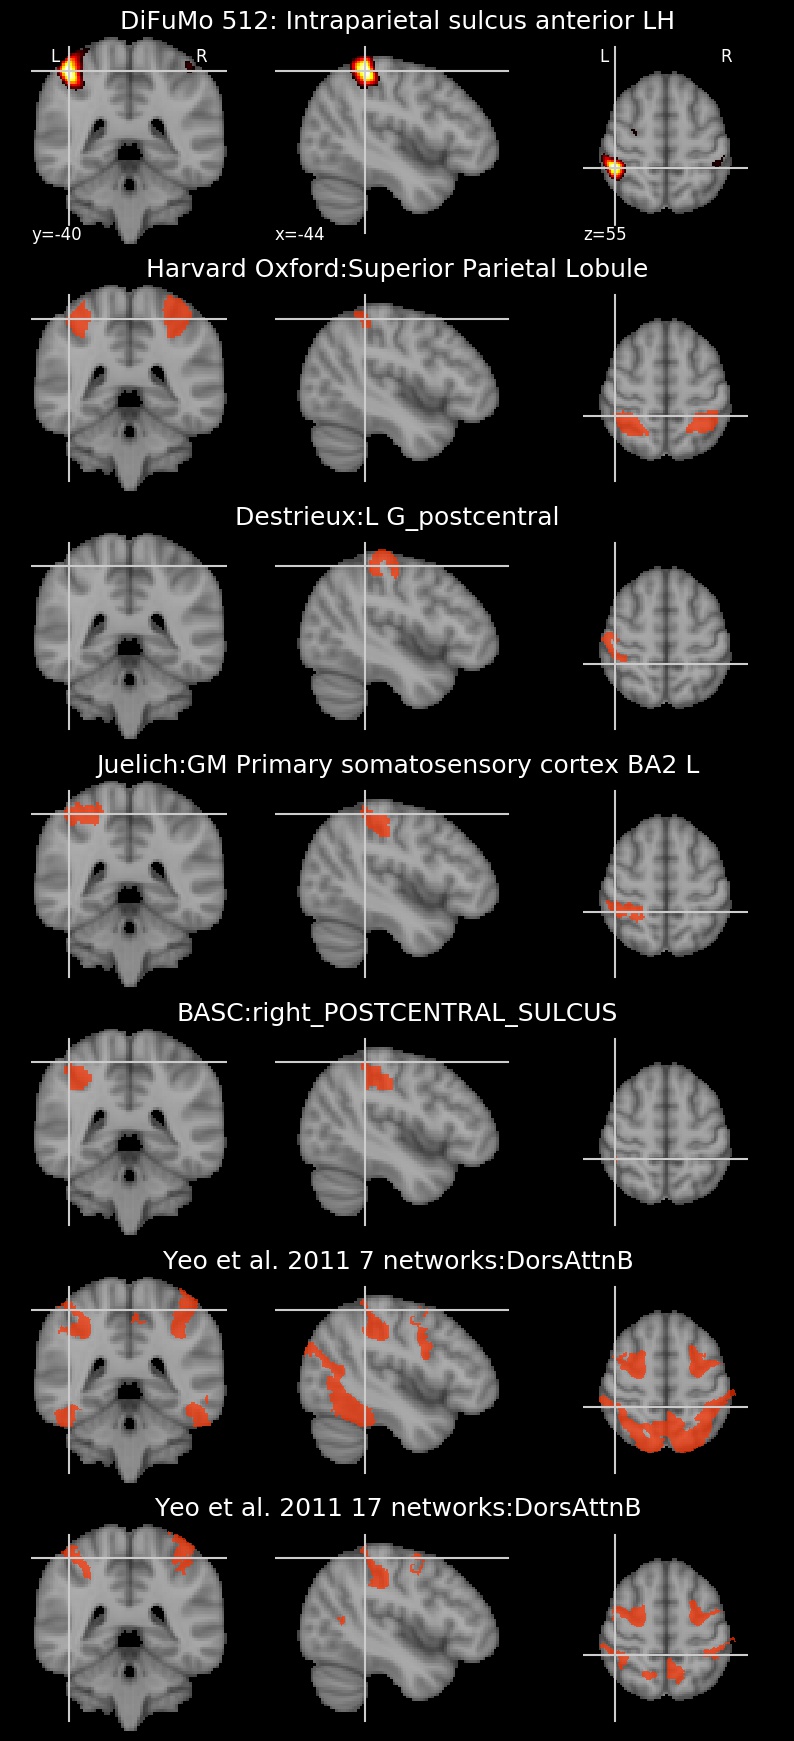 DiFuMo 512: Intraparietal sulcus anterior LH
L R L R
y=-40 x=-44 z=55
Harvard Oxford:Superior Parietal Lobule
Destrieux:L G_postcentral
Juelich:GM Primary somatosensory cortex BA2 L
BASC:right_POSTCENTRAL_SULCUS
Yeo et al. 2011 7 networks:DorsAttnB
Yeo et al. 2011 17 networks:DorsAttnB